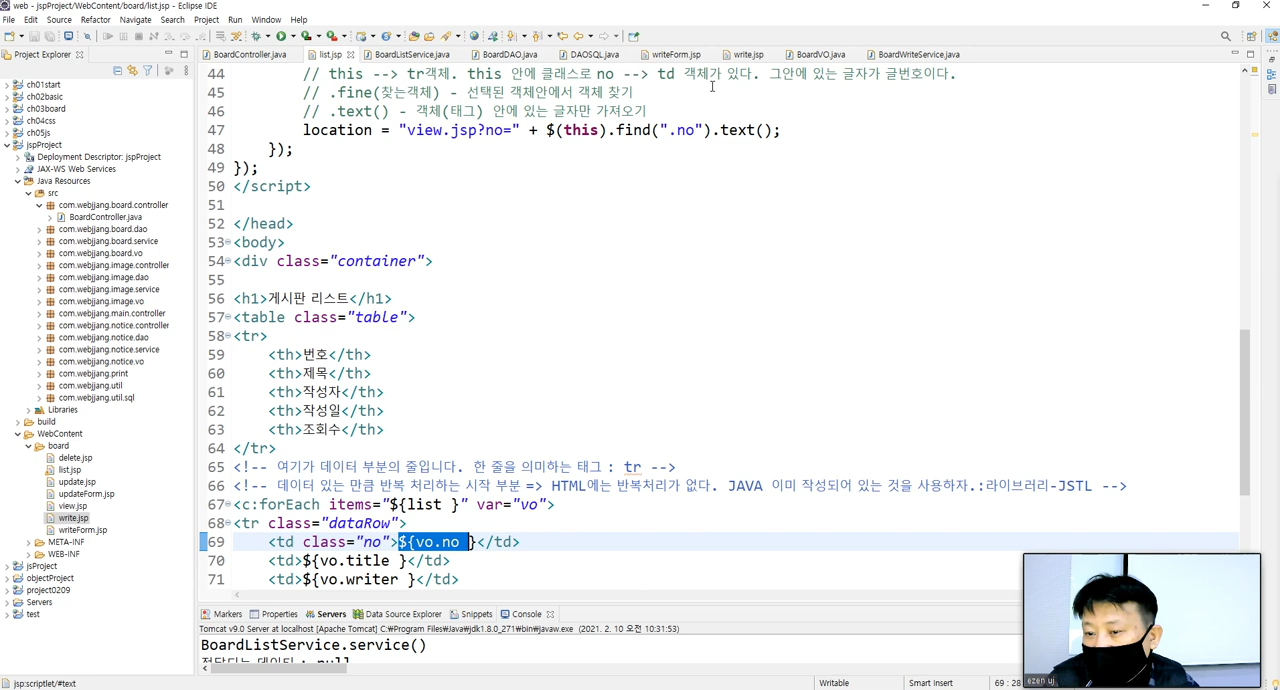 web - jspProject/WebContent/board/list.jsp - Eclipse IDE
File Edit Source Refactor Navigate Search Project Run Window Help
Project Explorer
BoardController.java list.jsp BoardListService.java BoardDAO.java DAOSQL.java writeForm.jsp write.jsp BoardVO.java BoardWriteService.java
ch01start
ch02basic
ch03board
ch04css
ch05js
jspProject
Deployment Descriptor: jspProject
JAX-WS Web Services
Java Resources
src
com.webjjang.board.controller
BoardController.java
com.webjjang.board.dao
com.webjjang.board.service
com.webjjang.board.vo
com.webjjang.image.controller
com.webjjang.image.dao
com.webjjang.image.service
com.webjjang.image.vo
com.webjjang.main.controller
com.webjjang.notice.controller
com.webjjang.notice.dao
com.webjjang.notice.service
com.webjjang.notice.vo
com.webjjang.print
com.webjjang.util
com.webjjang.util.sql
Libraries
build
WebContent
board
delete.jsp
list.jsp
update.jsp
updateForm.jsp
view.jsp
write.jsp
writeForm.jsp
META-INF
WEB-INF
jsProject
objectProject
project0209
Servers
test
44 // this --> tr객체. this 안에 클래스로 no --> td 객체가 있다. 그안에 있는 글자가 글번호이다.
45 // .fine(찾는객체) - 선택된 객체안에서 객체 찾기
46 // .text() - 객체(태그) 안에 있는 글자만 가져오기
47 location = "view.jsp?no=" + $(this).find(".no").text();
48 });
49 });
50 </script>
51
52 </head>
53 <body>
54 <div class="container">
55
56 <h1>게시판 리스트</h1>
57 <table class="table">
58 <tr>
59 <th>번호</th>
60 <th>제목</th>
61 <th>작성자</th>
62 <th>작성일</th>
63 <th>조회수</th>
64 </tr>
65 <!-- 여기가 데이터 부분의 줄입니다. 한 줄을 의미하는 태그 : tr -->
66 <!-- 데이터 있는 만큼 반복 처리하는 시작 부분 => HTML에는 반복처리가 없다. JAVA 이미 작성되어 있는 것을 사용하자.:라이브러리-JSTL -->
67 <c:forEach items="${list }" var="vo">
68 <tr class="dataRow">
69 <td class="no">${vo.no }</td>
70 <td>${vo.title }</td>
71 <td>${vo.writer }</td>
Markers Properties Servers Data Source Explorer Snippets Console
Tomcat v9.0 Server at localhost [Apache Tomcat] C:\Program Files\Java\jdk1.8.0_271\bin\javaw.exe (2021. 2. 10 오전 10:31:53)
BoardListService.service()
전달되는 데이터 : null
ezen uj
jsp:scriptlet/#text Writable Smart Insert 69 : 28